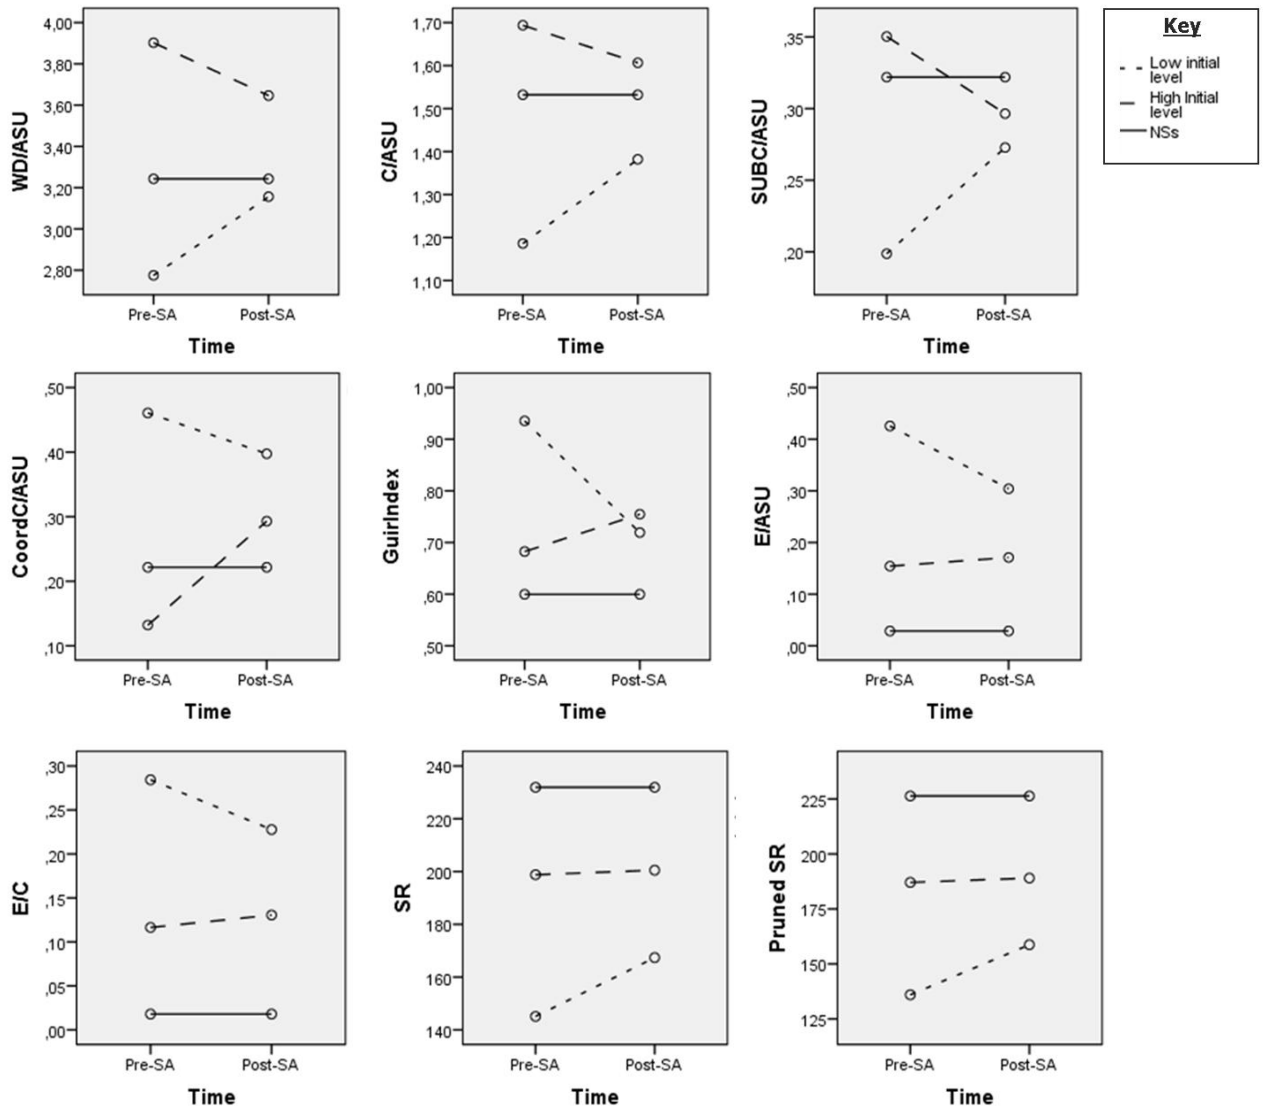 WD/ASU
4,00
3,80
3,60
3,40
3,20
3,00
2,80
Pre-SA Post-SA
Time
C/ASU
1,70
1,60
1,50
1,40
1,30
1,20
1,10
Pre-SA Post-SA
Time
SUBC/ASU
,35
,30
,25
,20
Pre-SA Post-SA
Time
Key
Low initial
level
High Initial
level
NSs
CoordC/ASU
,50
,40
,30
,20
,10
Pre-SA Post-SA
Time
GuirIndex
1,00
,90
,80
,70
,60
,50
Pre-SA Post-SA
Time
E/ASU
,50
,40
,30
,20
,10
,00
Pre-SA Post-SA
Time
E/C
,30
,25
,20
,15
,10
,05
,00
Pre-SA Post-SA
Time
SR
240
220
200
180
160
140
Pre-SA Post-SA
Time
Pruned SR
225
200
175
150
125
Pre-SA Post-SA
Time